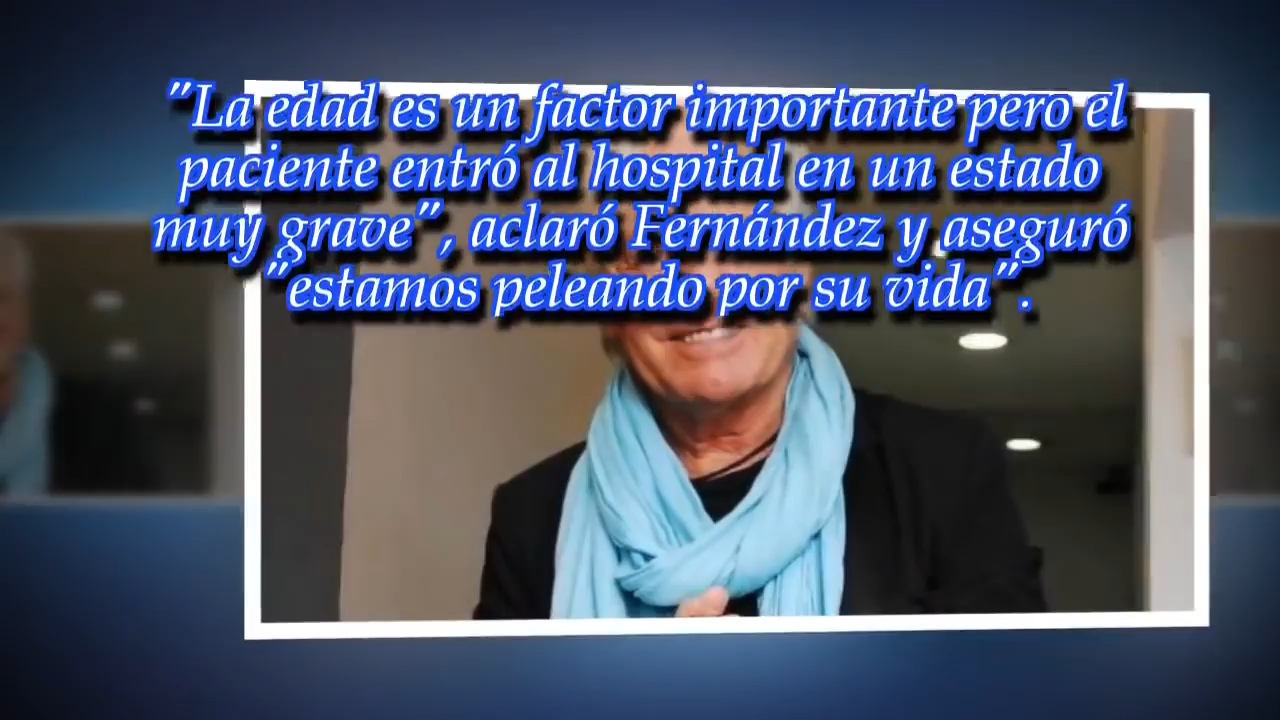 "La edad es un factor importante pero el
paciente entró al hospital en un estado
muy grave", aclaró Fernández y aseguró
"estamos peleando por su vida".